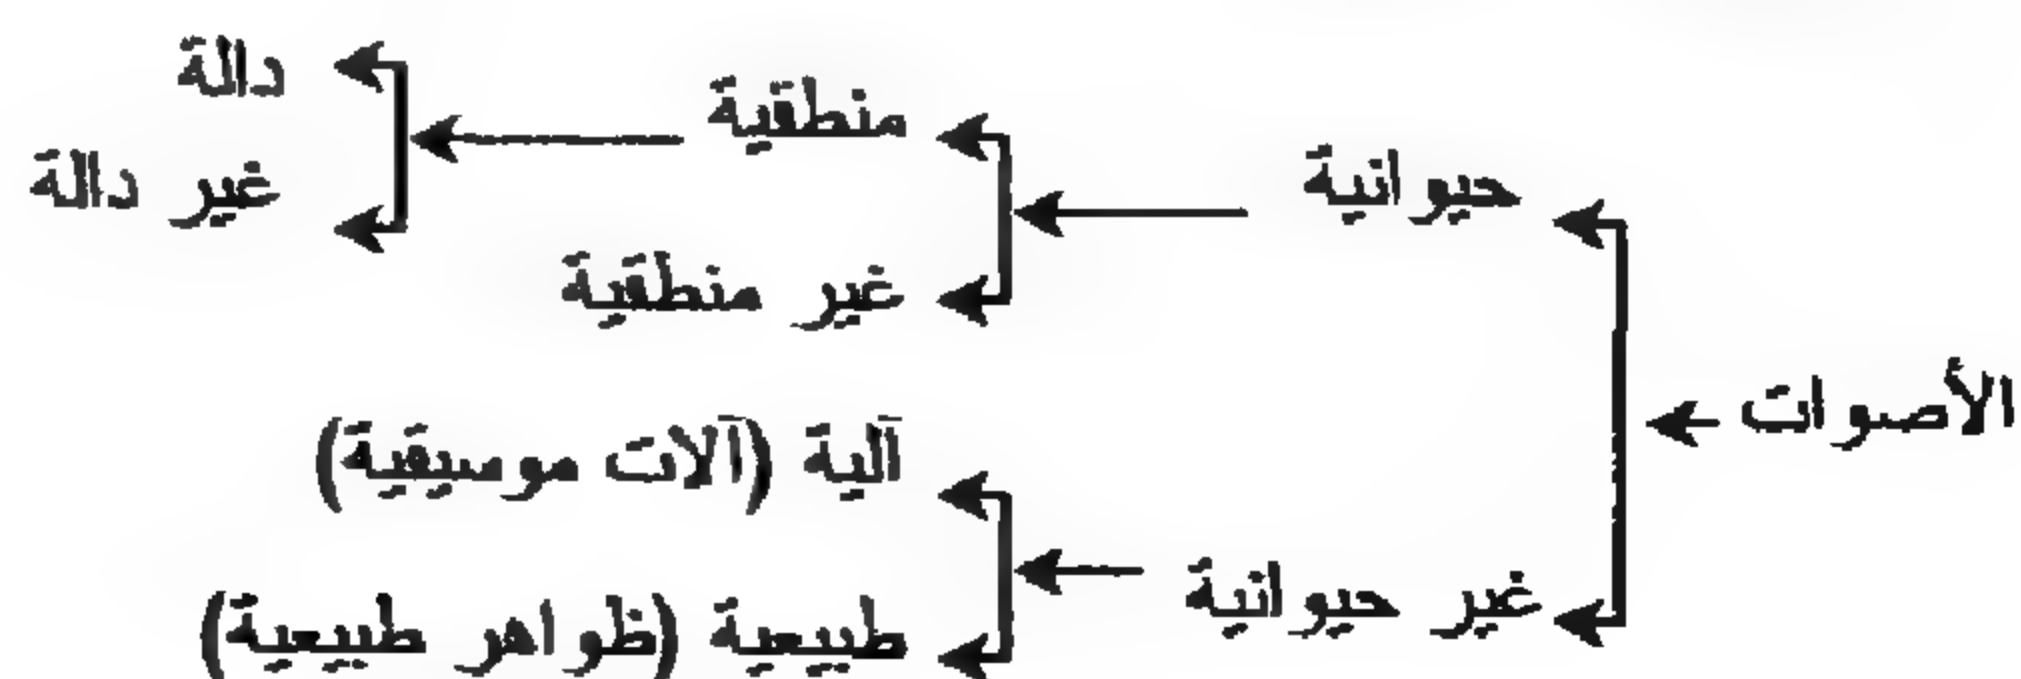 الأصوات
حيوانية
منطقية
دالة
غير دالة
غير منطقية
غير حيوانية
آلية (آلات موسيقية)
طبيعية (ظواهر طبيعية)